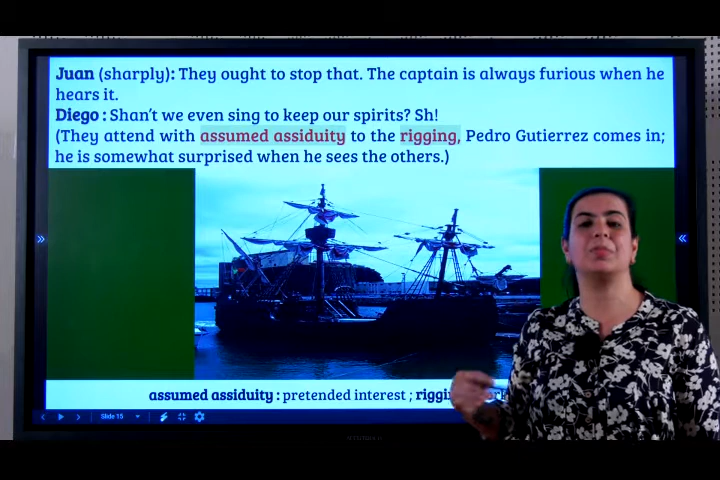 Juan (sharply): They ought to stop that. The captain is always furious when he
hears it.
Diego : Shan't we even sing to keep our spirits? Sh!
(They attend with assumed assiduity to the rigging, Pedro Gutierrez comes in;
he is somewhat surprised when he sees the others.)
assumed assiduity : pretended interest ;
Slide 15